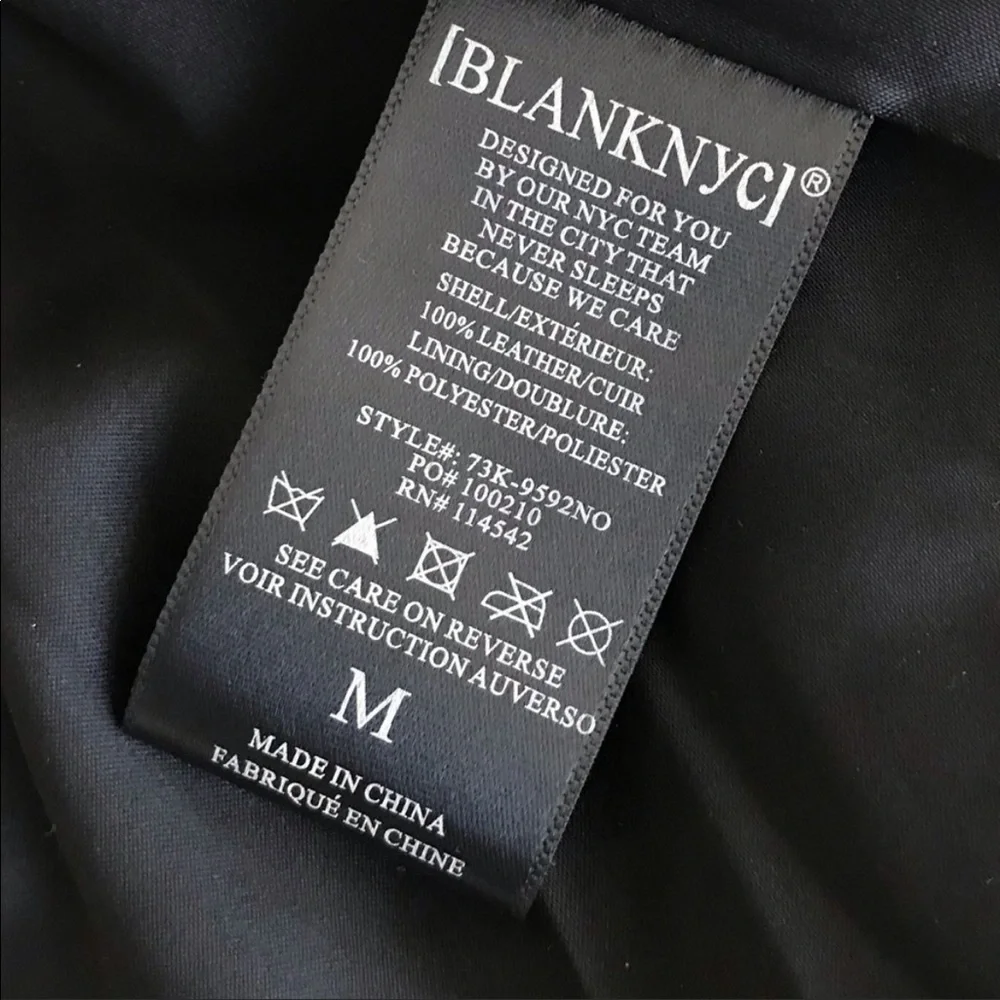 [BLANKNYC]®
DESIGNED FOR YOU
BY OUR NYC TEAM
IN THE CITY THAT
NEVER SLEEPS
BECAUSE WE CARE
SHELL/EXTÉRIEUR:
100% LEATHER/CUIR
LINING/DOUBLURE:
100% POLYESTER/POLIESTER
STYLE#: 73K-9592NO
PO# 100210
RN# 114542
SEE CARE ON REVERSE
VOIR INSTRUCTION AUVERSO
M
MADE IN CHINA
FABRIQUÉ EN CHINE